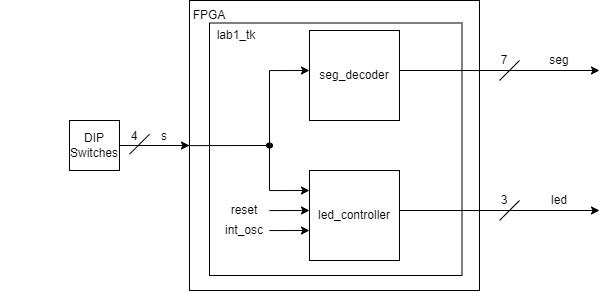 FPGA
lab1_tk
seg_decoder
7
seg
DIP
Switches
4
s
reset
int_osc
led_controller
3
led